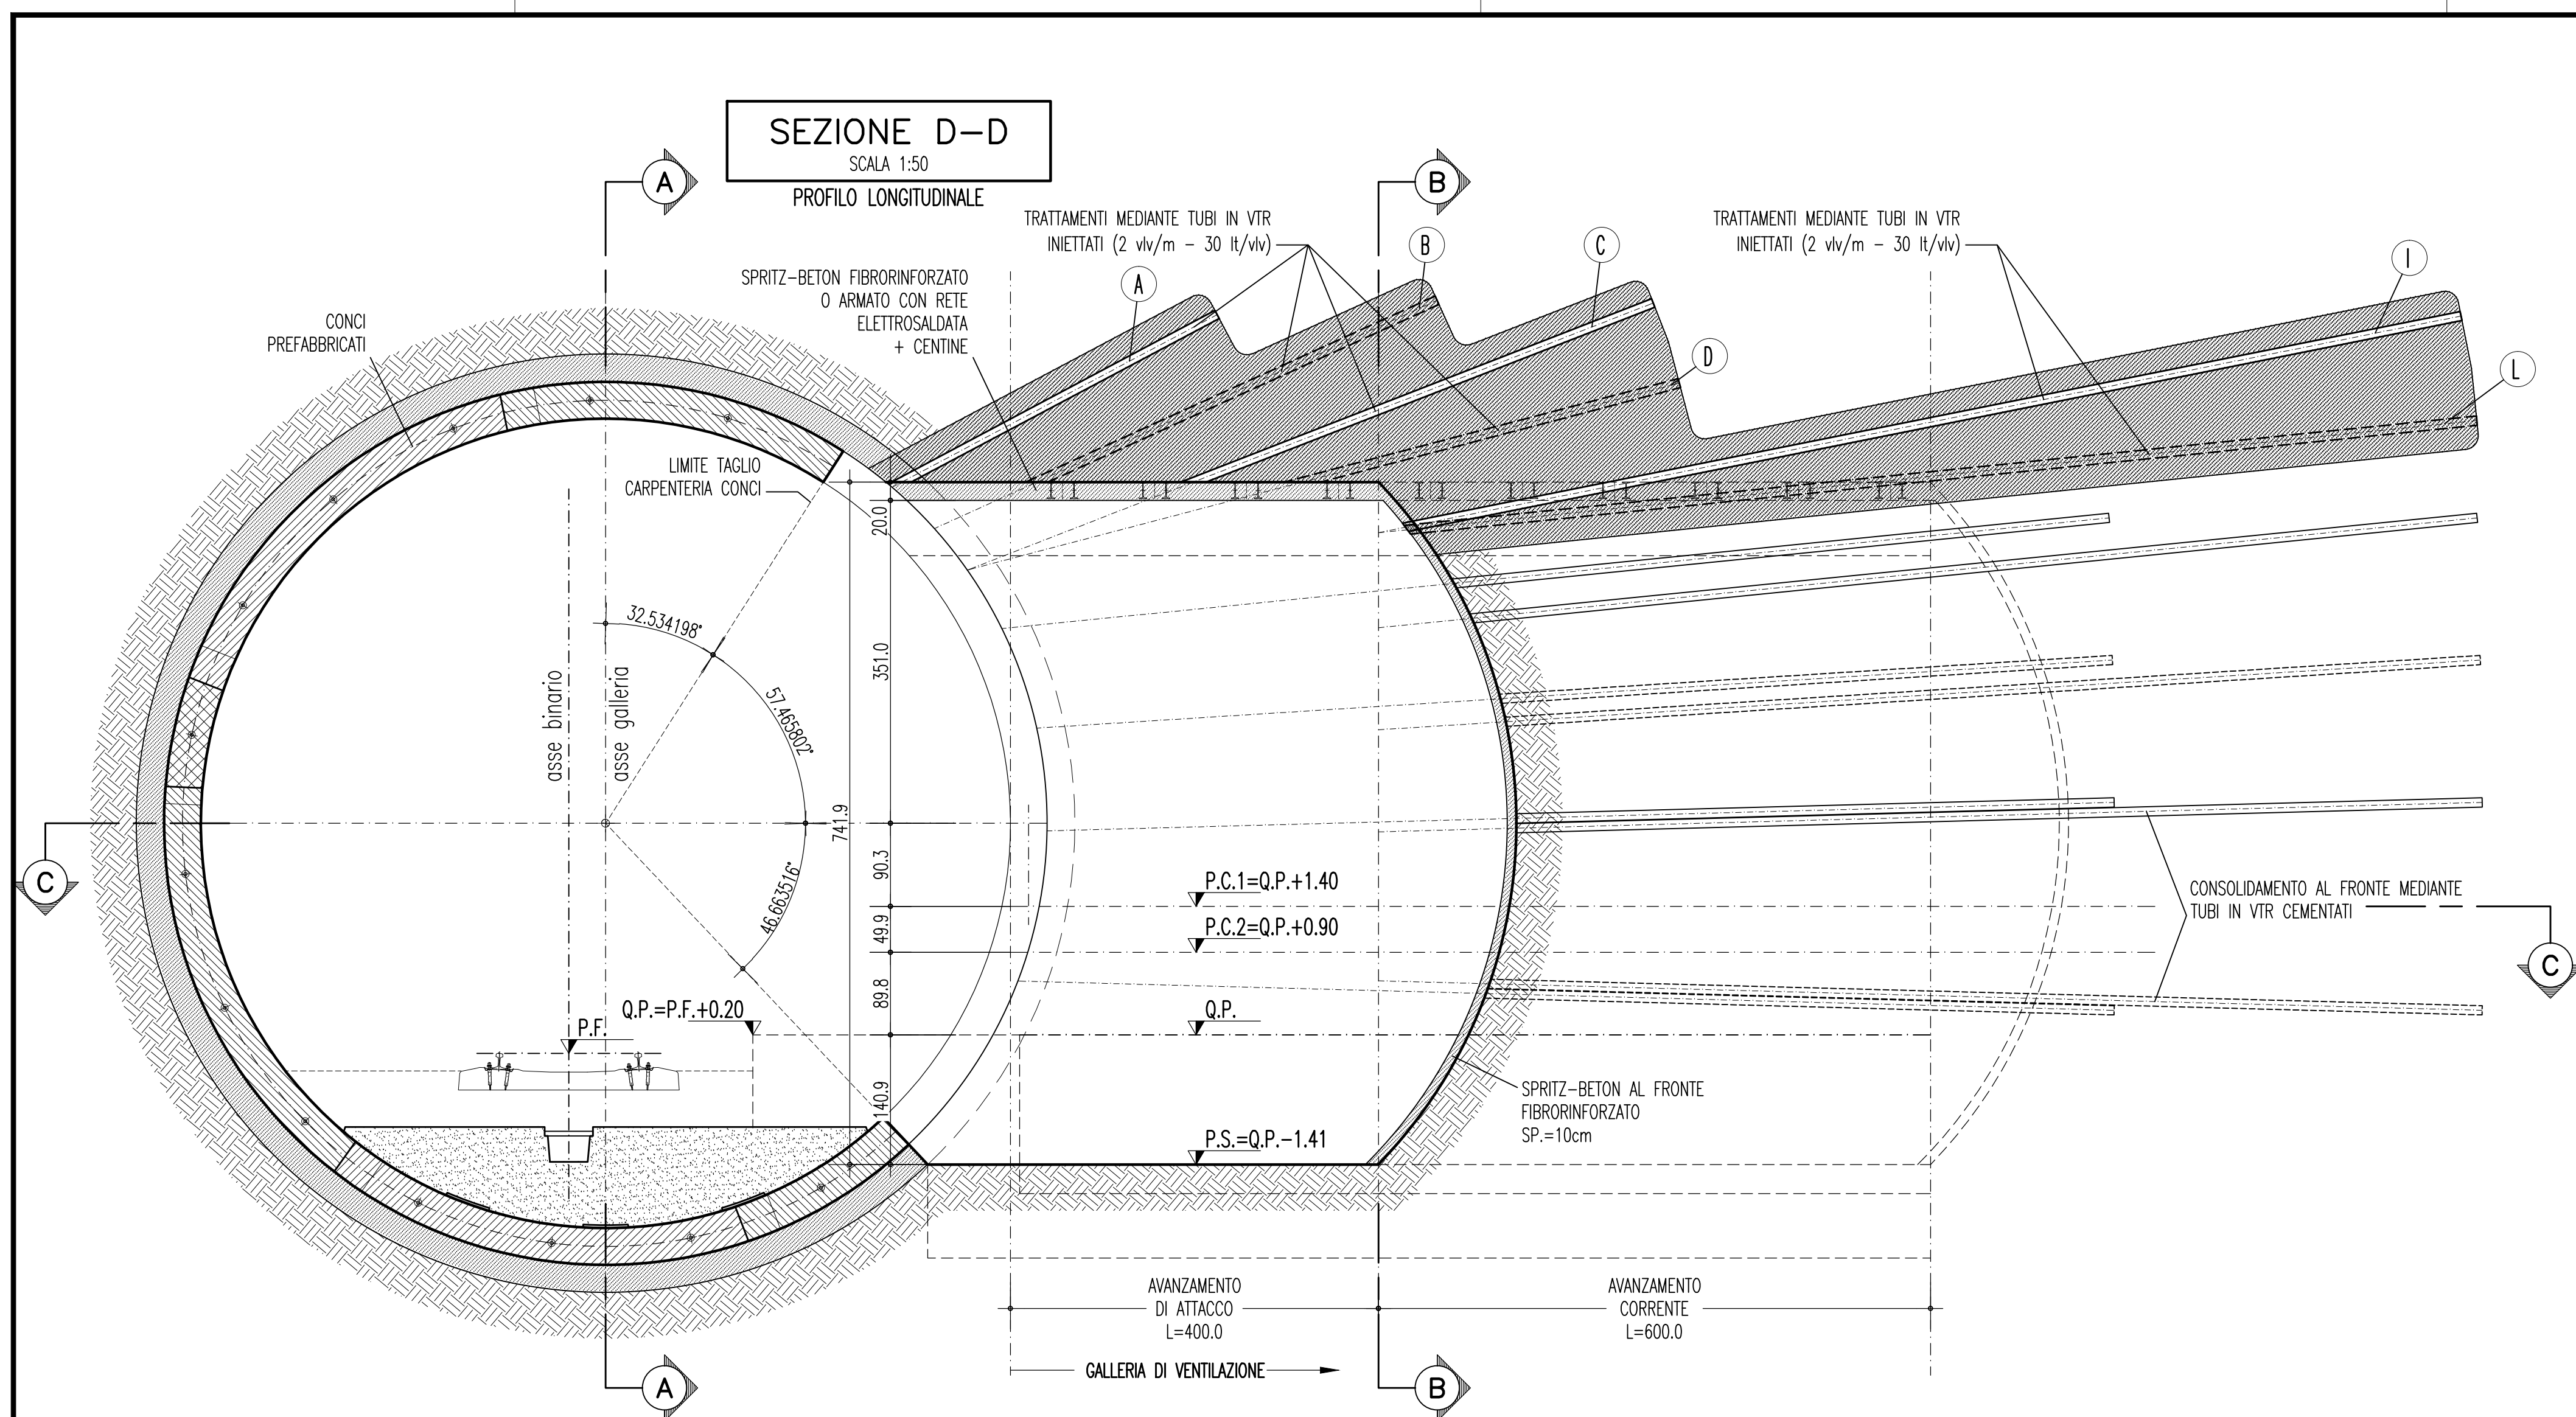 SEZIONE D-D
SCALA 1:50
PROFILO LONGITUDINALE
A
B
TRATTAMENTI MEDIANTE TUBI IN VTR
INIETTATI (2 vlv/m - 30 lt/vlv)
TRATTAMENTI MEDIANTE TUBI IN VTR
INIETTATI (2 vlv/m - 30 lt/vlv)
A
B
C
D
I
L
SPRITZ-BETON FIBRORINFORZATO
O ARMATO CON RETE
ELETTROSALDATA
+ CENTINE
CONCI
PREFABBRICATI
LIMITE TAGLIO
CARPENTERIA CONCI
20.0
351.0
741.9
90.3
49.9
89.8
140.9
32.534198°
57.465802°
46.663516°
asse binario
asse galleria
C
C
P.C.1=Q.P.+1.40
P.C.2=Q.P.+0.90
Q.P.
P.S.=Q.P.-1.41
Q.P.=P.F.+0.20
P.F.
CONSOLIDAMENTO AL FRONTE MEDIANTE
TUBI IN VTR CEMENTATI
SPRITZ-BETON AL FRONTE
FIBRORINFORZATO
SP.=10cm
AVANZAMENTO
DI ATTACCO
L=400.0
AVANZAMENTO
CORRENTE
L=600.0
GALLERIA DI VENTILAZIONE
A
B